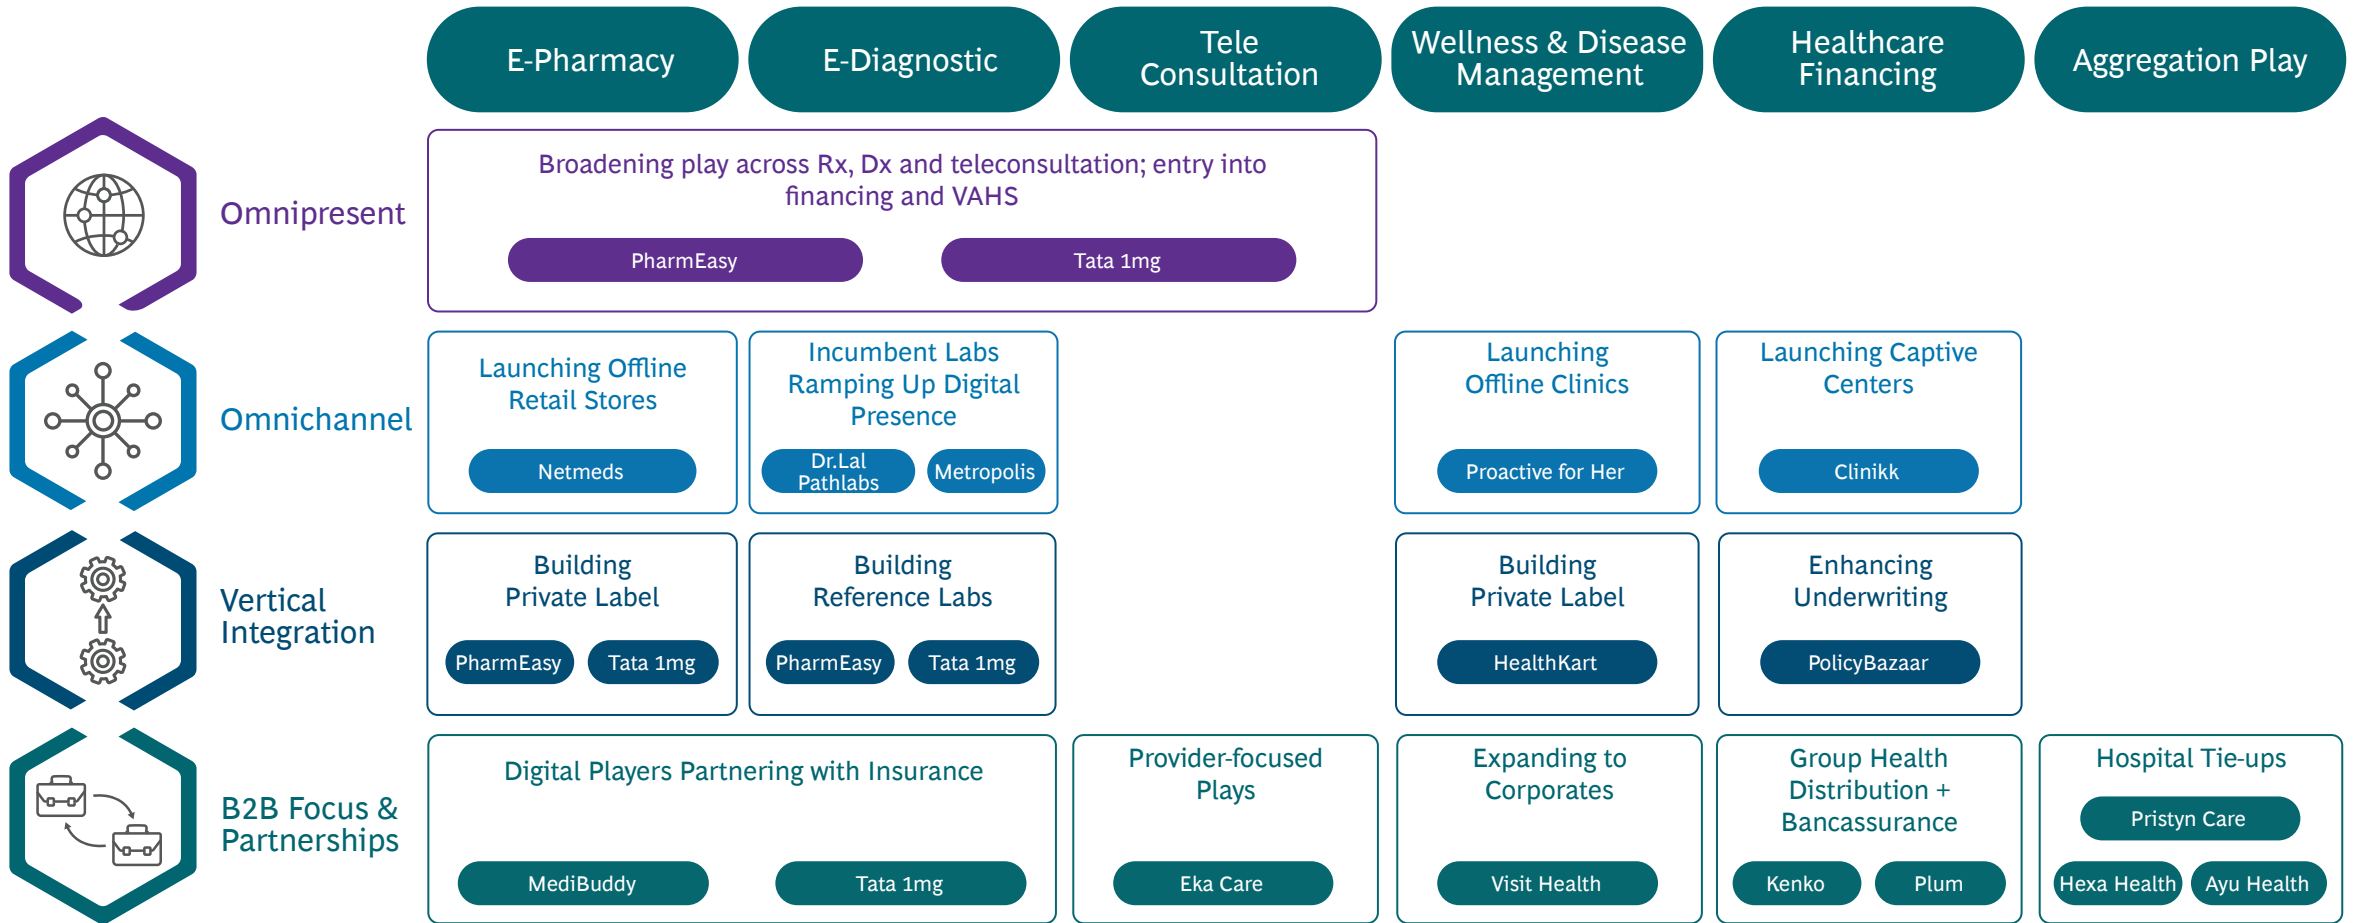 E-Pharmacy
E-Diagnostic
Tele
Consultation
Wellness & Disease
Management
Healthcare
Financing
Aggregation Play
Omnipresent
Broadening play across Rx, Dx and teleconsultation; entry into
financing and VAHS
PharmEasy
Tata 1mg
Omnichannel
Launching Offline
Retail Stores
Netmeds
Incumbent Labs
Ramping Up Digital
Presence
Dr.Lal
Pathlabs
Metropolis
Launching
Offline Clinics
Proactive for Her
Launching Captive
Centers
Clinikk
Vertical
Integration
Building
Private Label
PharmEasy
Tata 1mg
Building
Reference Labs
PharmEasy
Tata 1mg
Building
Private Label
HealthKart
Enhancing
Underwriting
PolicyBazaar
B2B Focus &
Partnerships
Digital Players Partnering with Insurance
MediBuddy
Tata 1mg
Provider-focused
Plays
Eka Care
Expanding to
Corporates
Visit Health
Group Health
Distribution +
Bancassurance
Kenko
Plum
Hospital Tie-ups
Pristyn Care
Hexa Health
Ayu Health